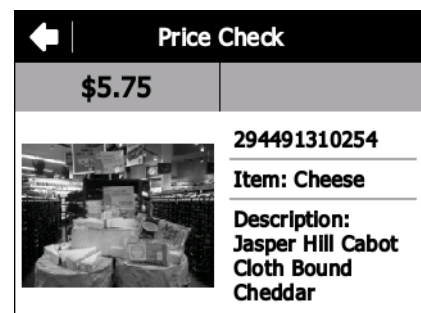 Price Check
$5.75
294491310254
Item: Cheese
Description:
Jasper Hill Cabot
Cloth Bound
Cheddar